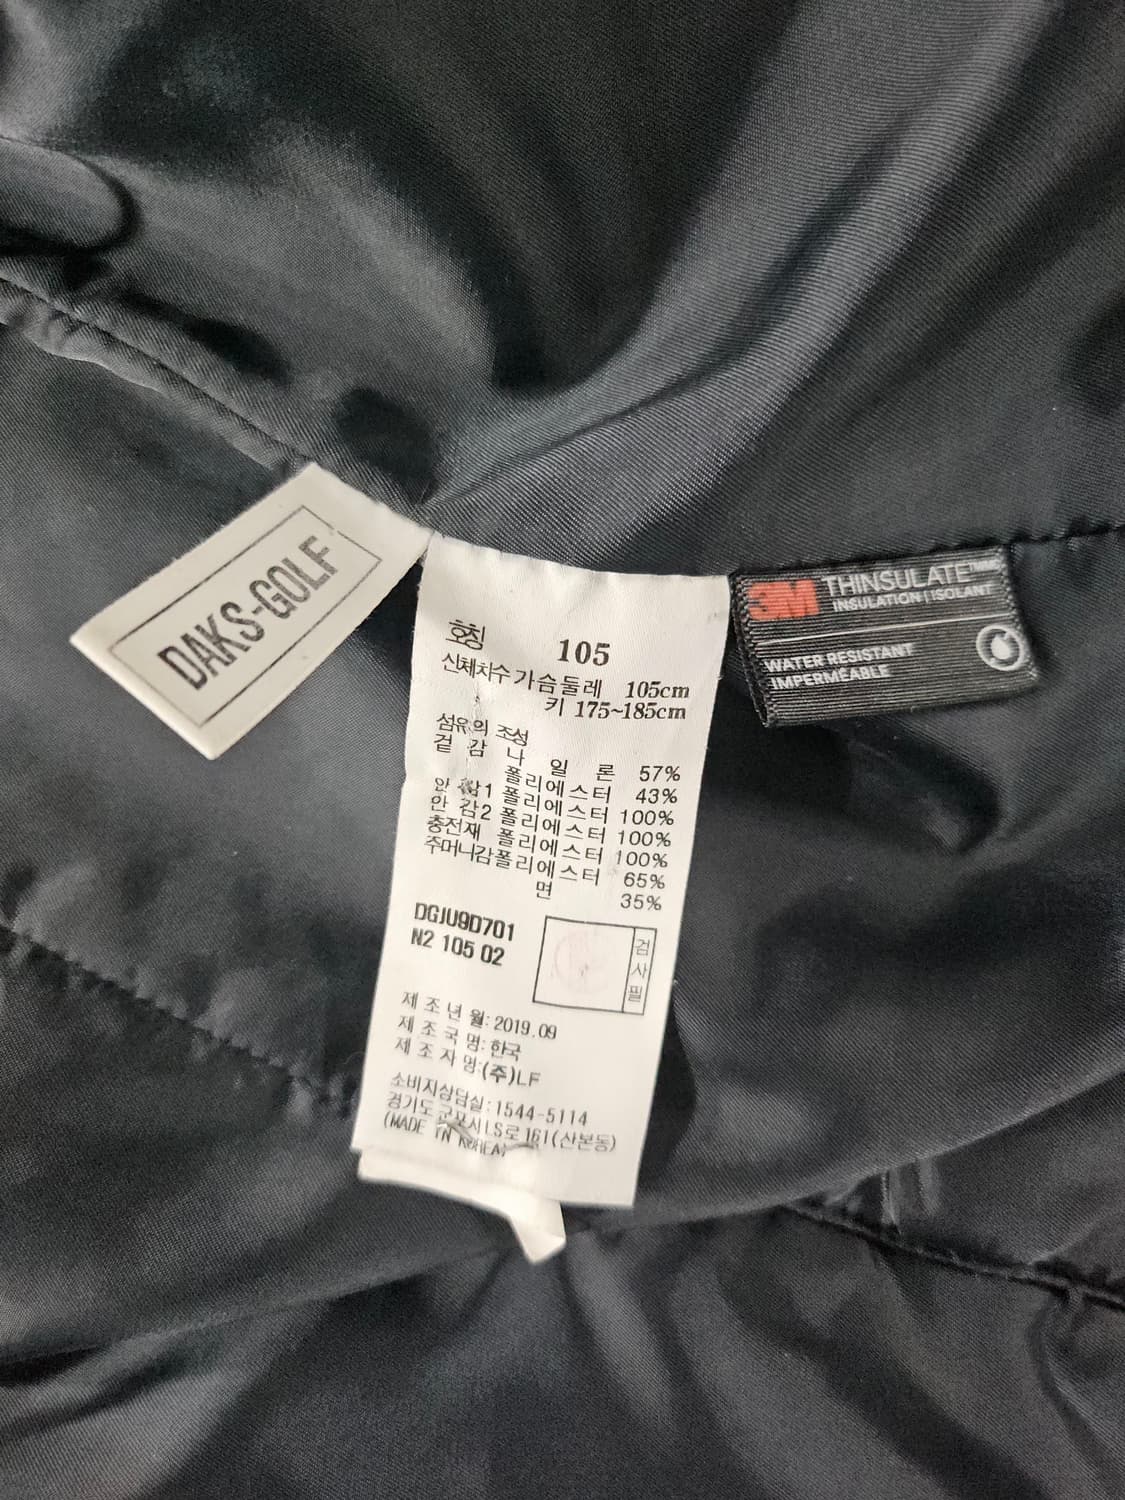 DAKS-GOLF
호칭 105
신체치수 가슴둘레 105cm
키 175~185cm
섬유의 조성
겉 감 나 일 론 57%
폴리에스터 43%
안 감1 폴리에스터 100%
안 감2 폴리에스터 100%
충전재 폴리에스터 100%
주머니감폴리에스터 65%
면 35%
DGJU9D701
N2 105 02
검사필
제 조 년 월: 2019.09
제 조 국 명: 한국
제 조 자 명:(주)LF
소비지상담실:1544-5114
경기도 군포시LS로 161(산본동)
(MADE IN KOREA)
3M THINSULATE™
INSULATION | ISOLANT
WATER RESISTANT
IMPERMÉABLE